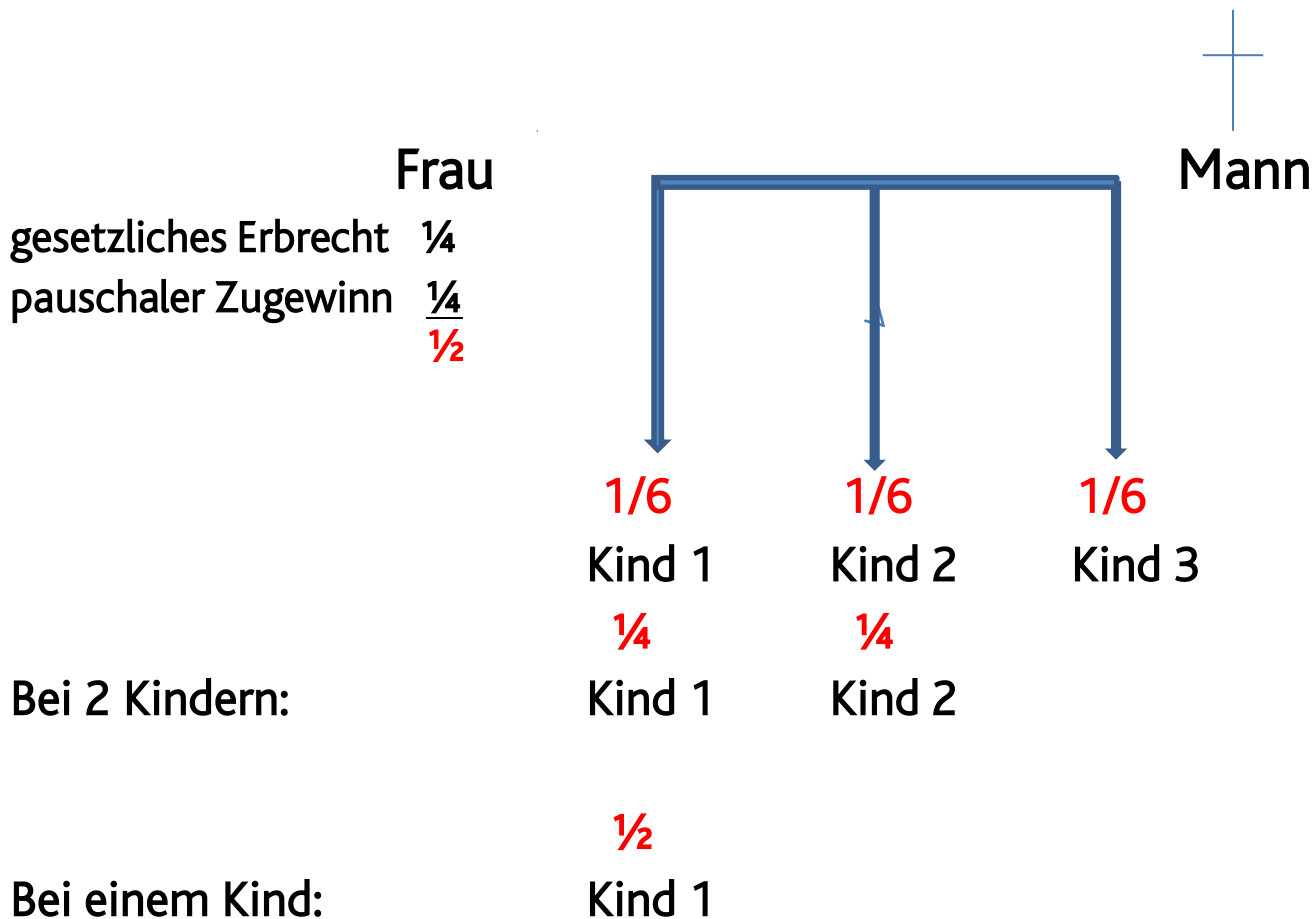 Frau Mann
gesetzliches Erbrecht ¼
pauschaler Zugewinn ¼
½
1/6 1/6 1/6
Kind 1 Kind 2 Kind 3
¼ ¼
Bei 2 Kindern: Kind 1 Kind 2
½
Bei einem Kind: Kind 1